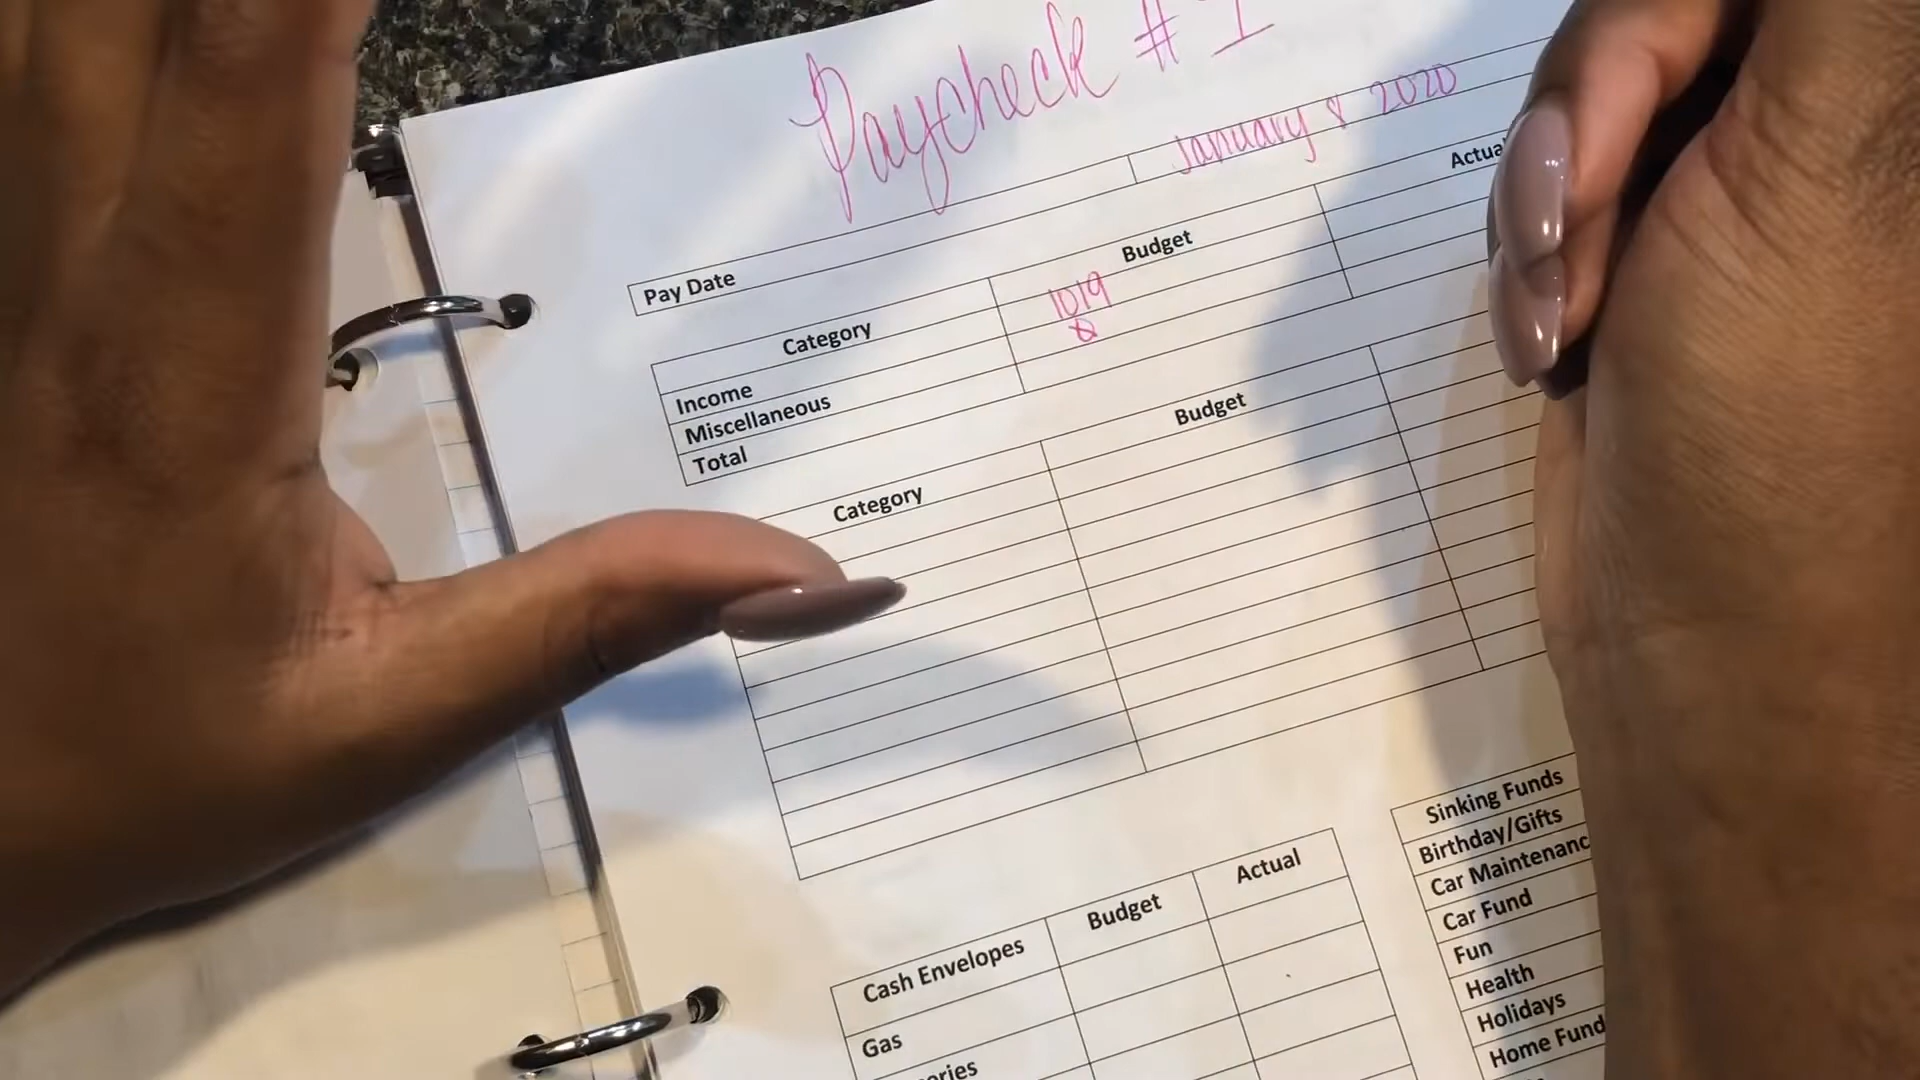 Paycheck #1
Pay Date january 8 2020
Category Budget
Income 1019
Miscellaneous
Total
Category Budget
Cash Envelopes Budget Actual
Gas
Sinking Funds
Birthday/Gifts
Car Fund
Fun
Health
Holidays
Home Fund